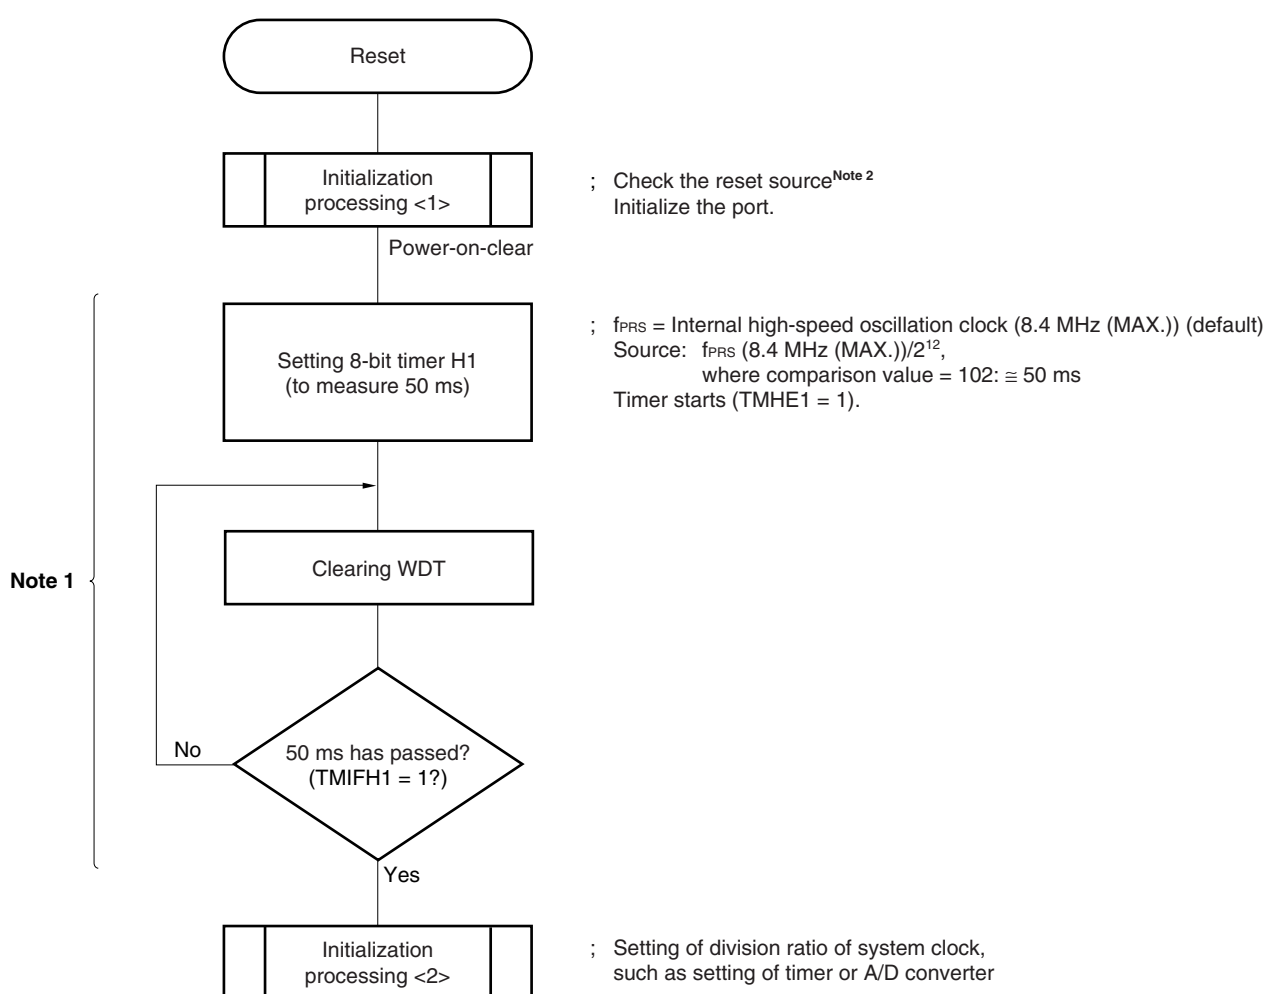 Reset
Initialization
processing <1>
; Check the reset sourceNote 2
Initialize the port.
Power-on-clear
Setting 8-bit timer H1
(to measure 50 ms)
; fPRS = Internal high-speed oscillation clock (8.4 MHz (MAX.)) (default)
Source: fPRS (8.4 MHz (MAX.))/2^12,
where comparison value = 102: ≅ 50 ms
Timer starts (TMHE1 = 1).
Note 1
Clearing WDT
No
50 ms has passed?
(TMIFH1 = 1?)
Yes
Initialization
processing <2>
; Setting of division ratio of system clock,
such as setting of timer or A/D converter